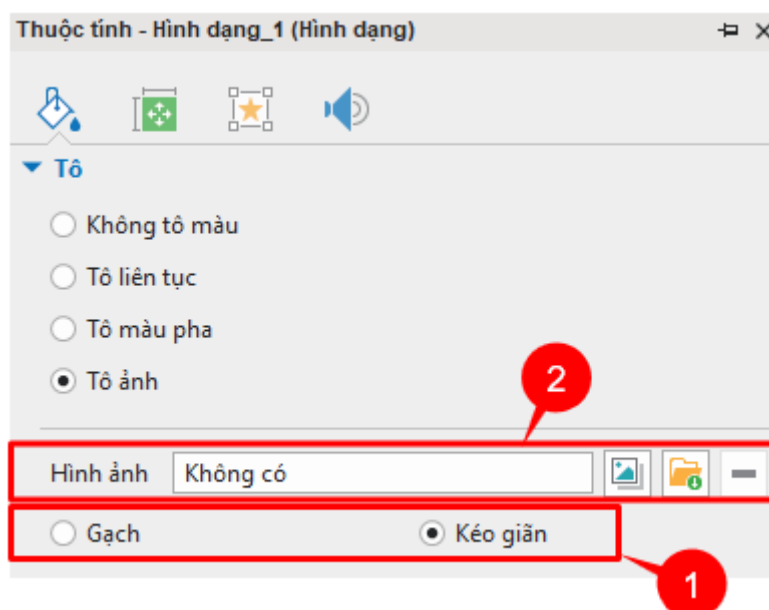 Thuộc tính - Hình dạng_1 (Hình dạng)
Tô
Không tô màu
Tô liên tục
Tô màu pha
Tô ảnh
2
Hình ảnh Không có
Gạch Kéo giãn
1